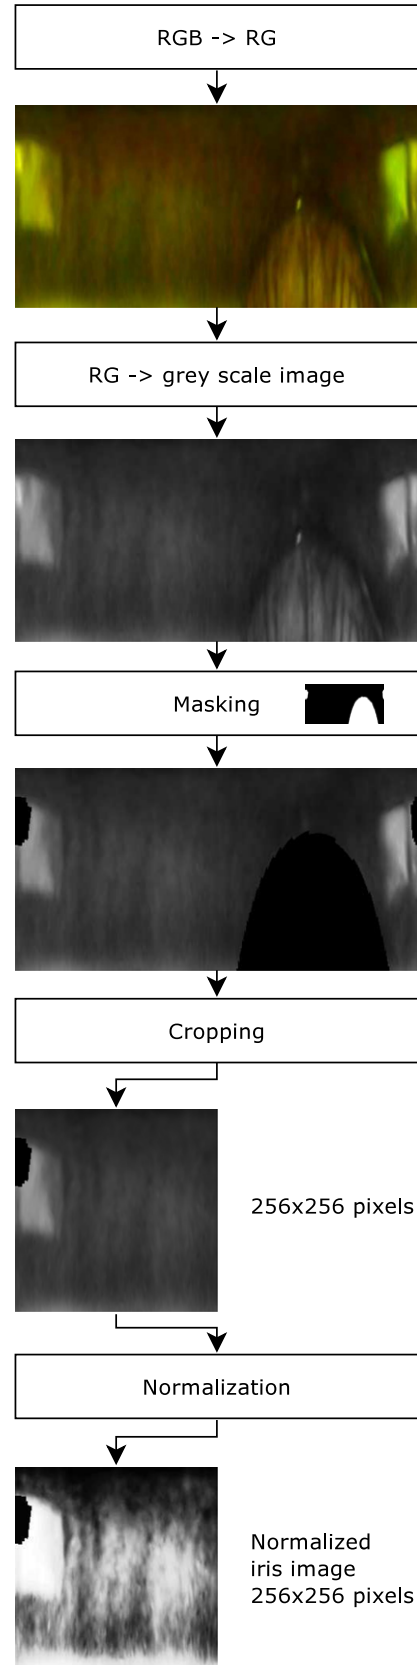 RGB -> RG
RG -> grey scale image
Masking
Cropping
256x256 pixels
Normalization
Normalized
iris image
256x256 pixels